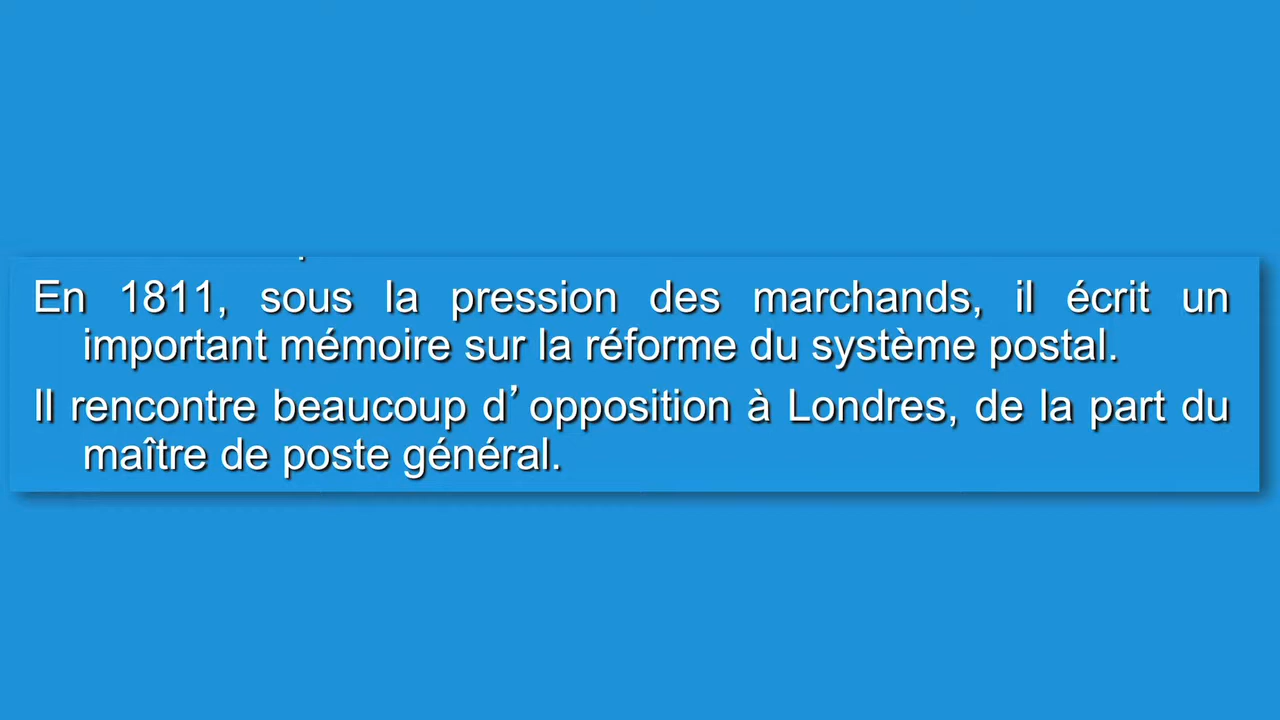 En 1811, sous la pression des marchands, il écrit un
important mémoire sur la réforme du système postal.
Il rencontre beaucoup d’opposition à Londres, de la part du
maître de poste général.